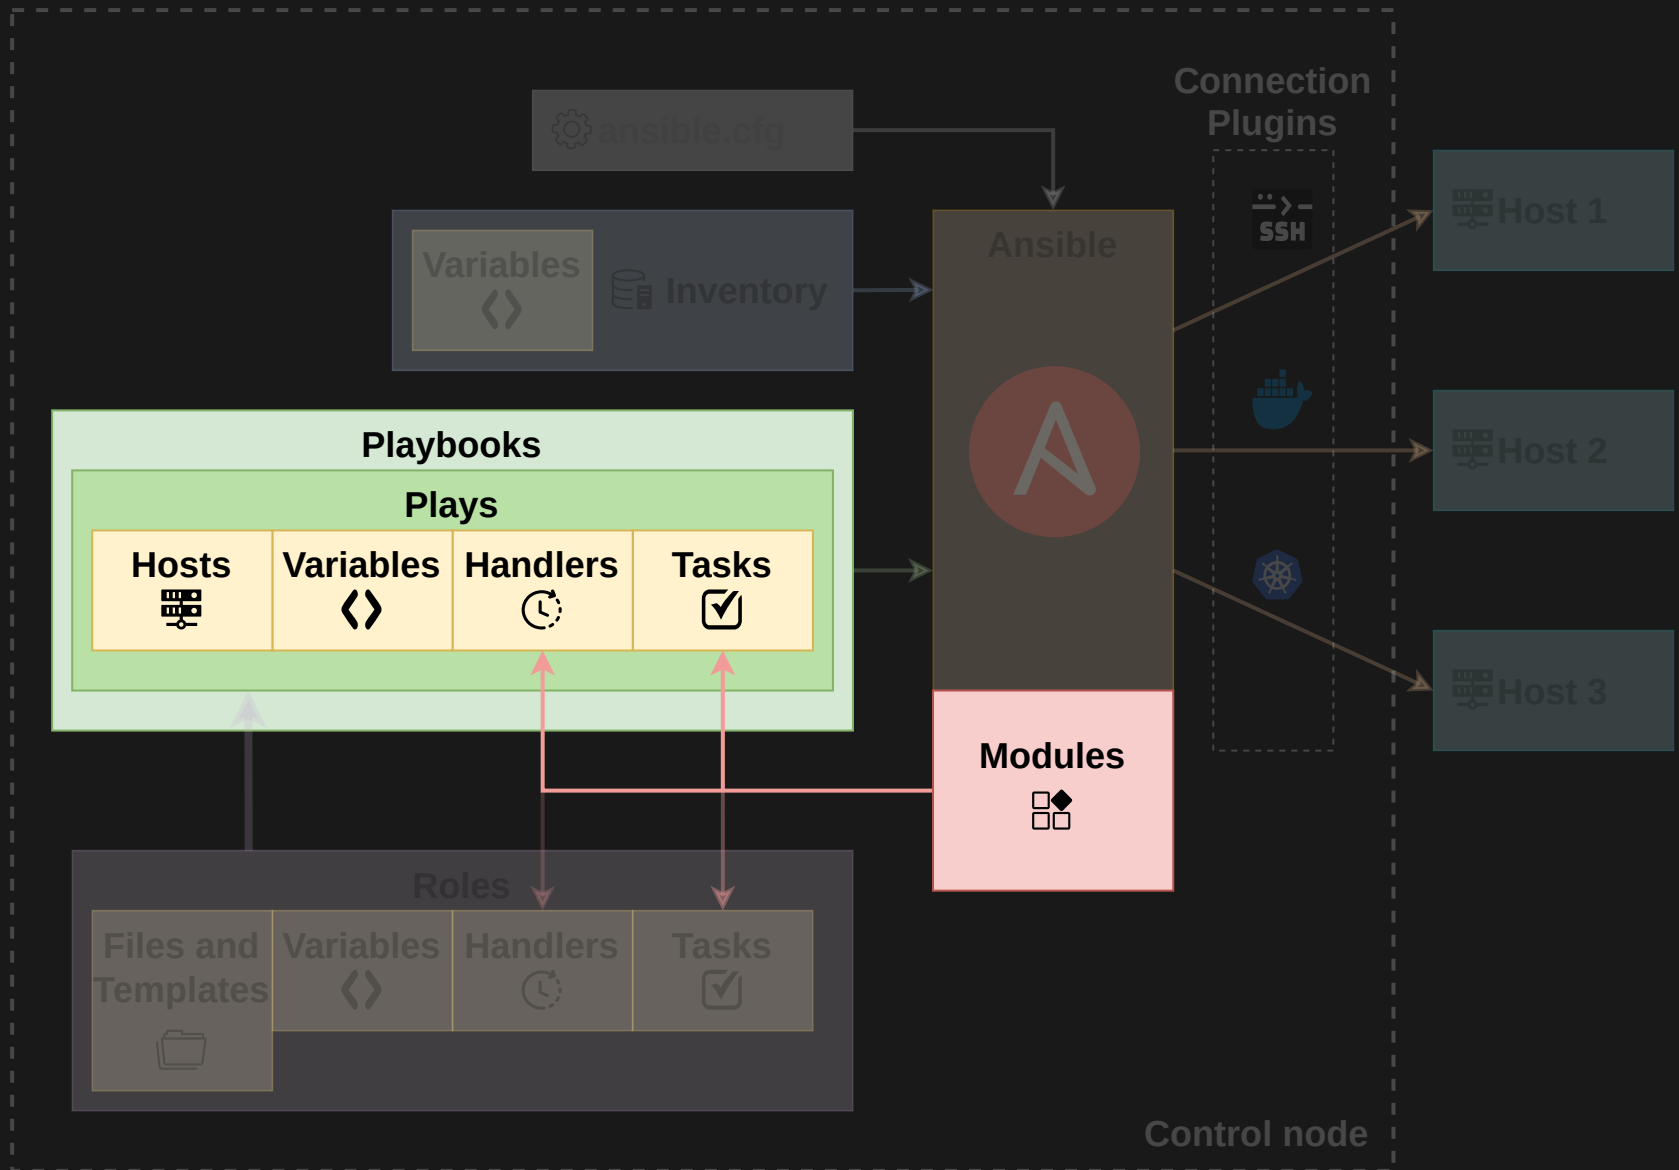 Connection
Plugins
ansible.cfg
SSH
Host 1
Ansible
Variables
Inventory
Host 2
Playbooks
Plays
Hosts
Variables
Handlers
Tasks
Host 3
Modules
Roles
Files and
Templates
Variables
Handlers
Tasks
Control node